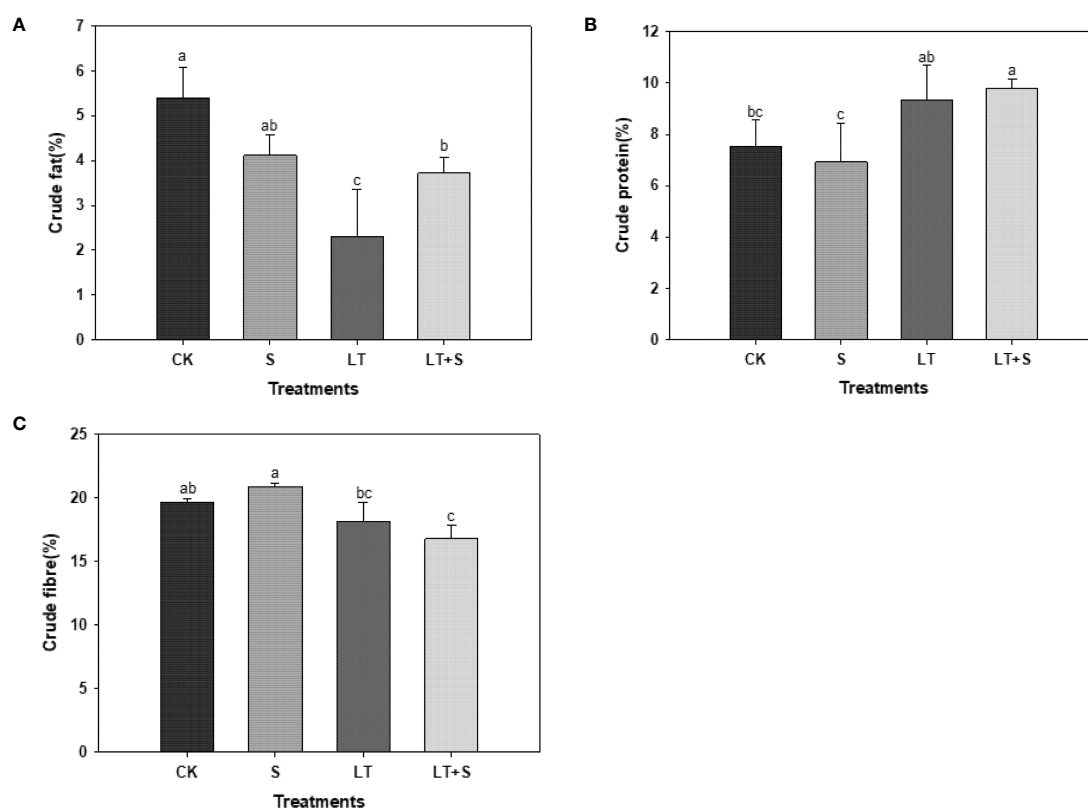 A
7
6
5
4
3
2
1
0
Crude fat(%)
a
ab
c
b
CK S LT LT+S
Treatments
B
12
10
8
6
4
2
0
Crude protein(%)
bc
c
ab
a
CK S LT LT+S
Treatments
C
25
20
15
10
5
0
Crude fibre(%)
ab
a
bc
c
CK S LT LT+S
Treatments